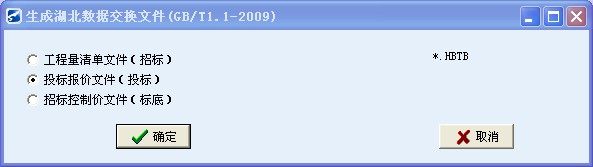 生成湖北数据交换文件(GB/T1.1-2009)
工程量清单文件(招标)
*.HBTB
投标报价文件(投标)
招标控制价文件(标底)
确定
取消